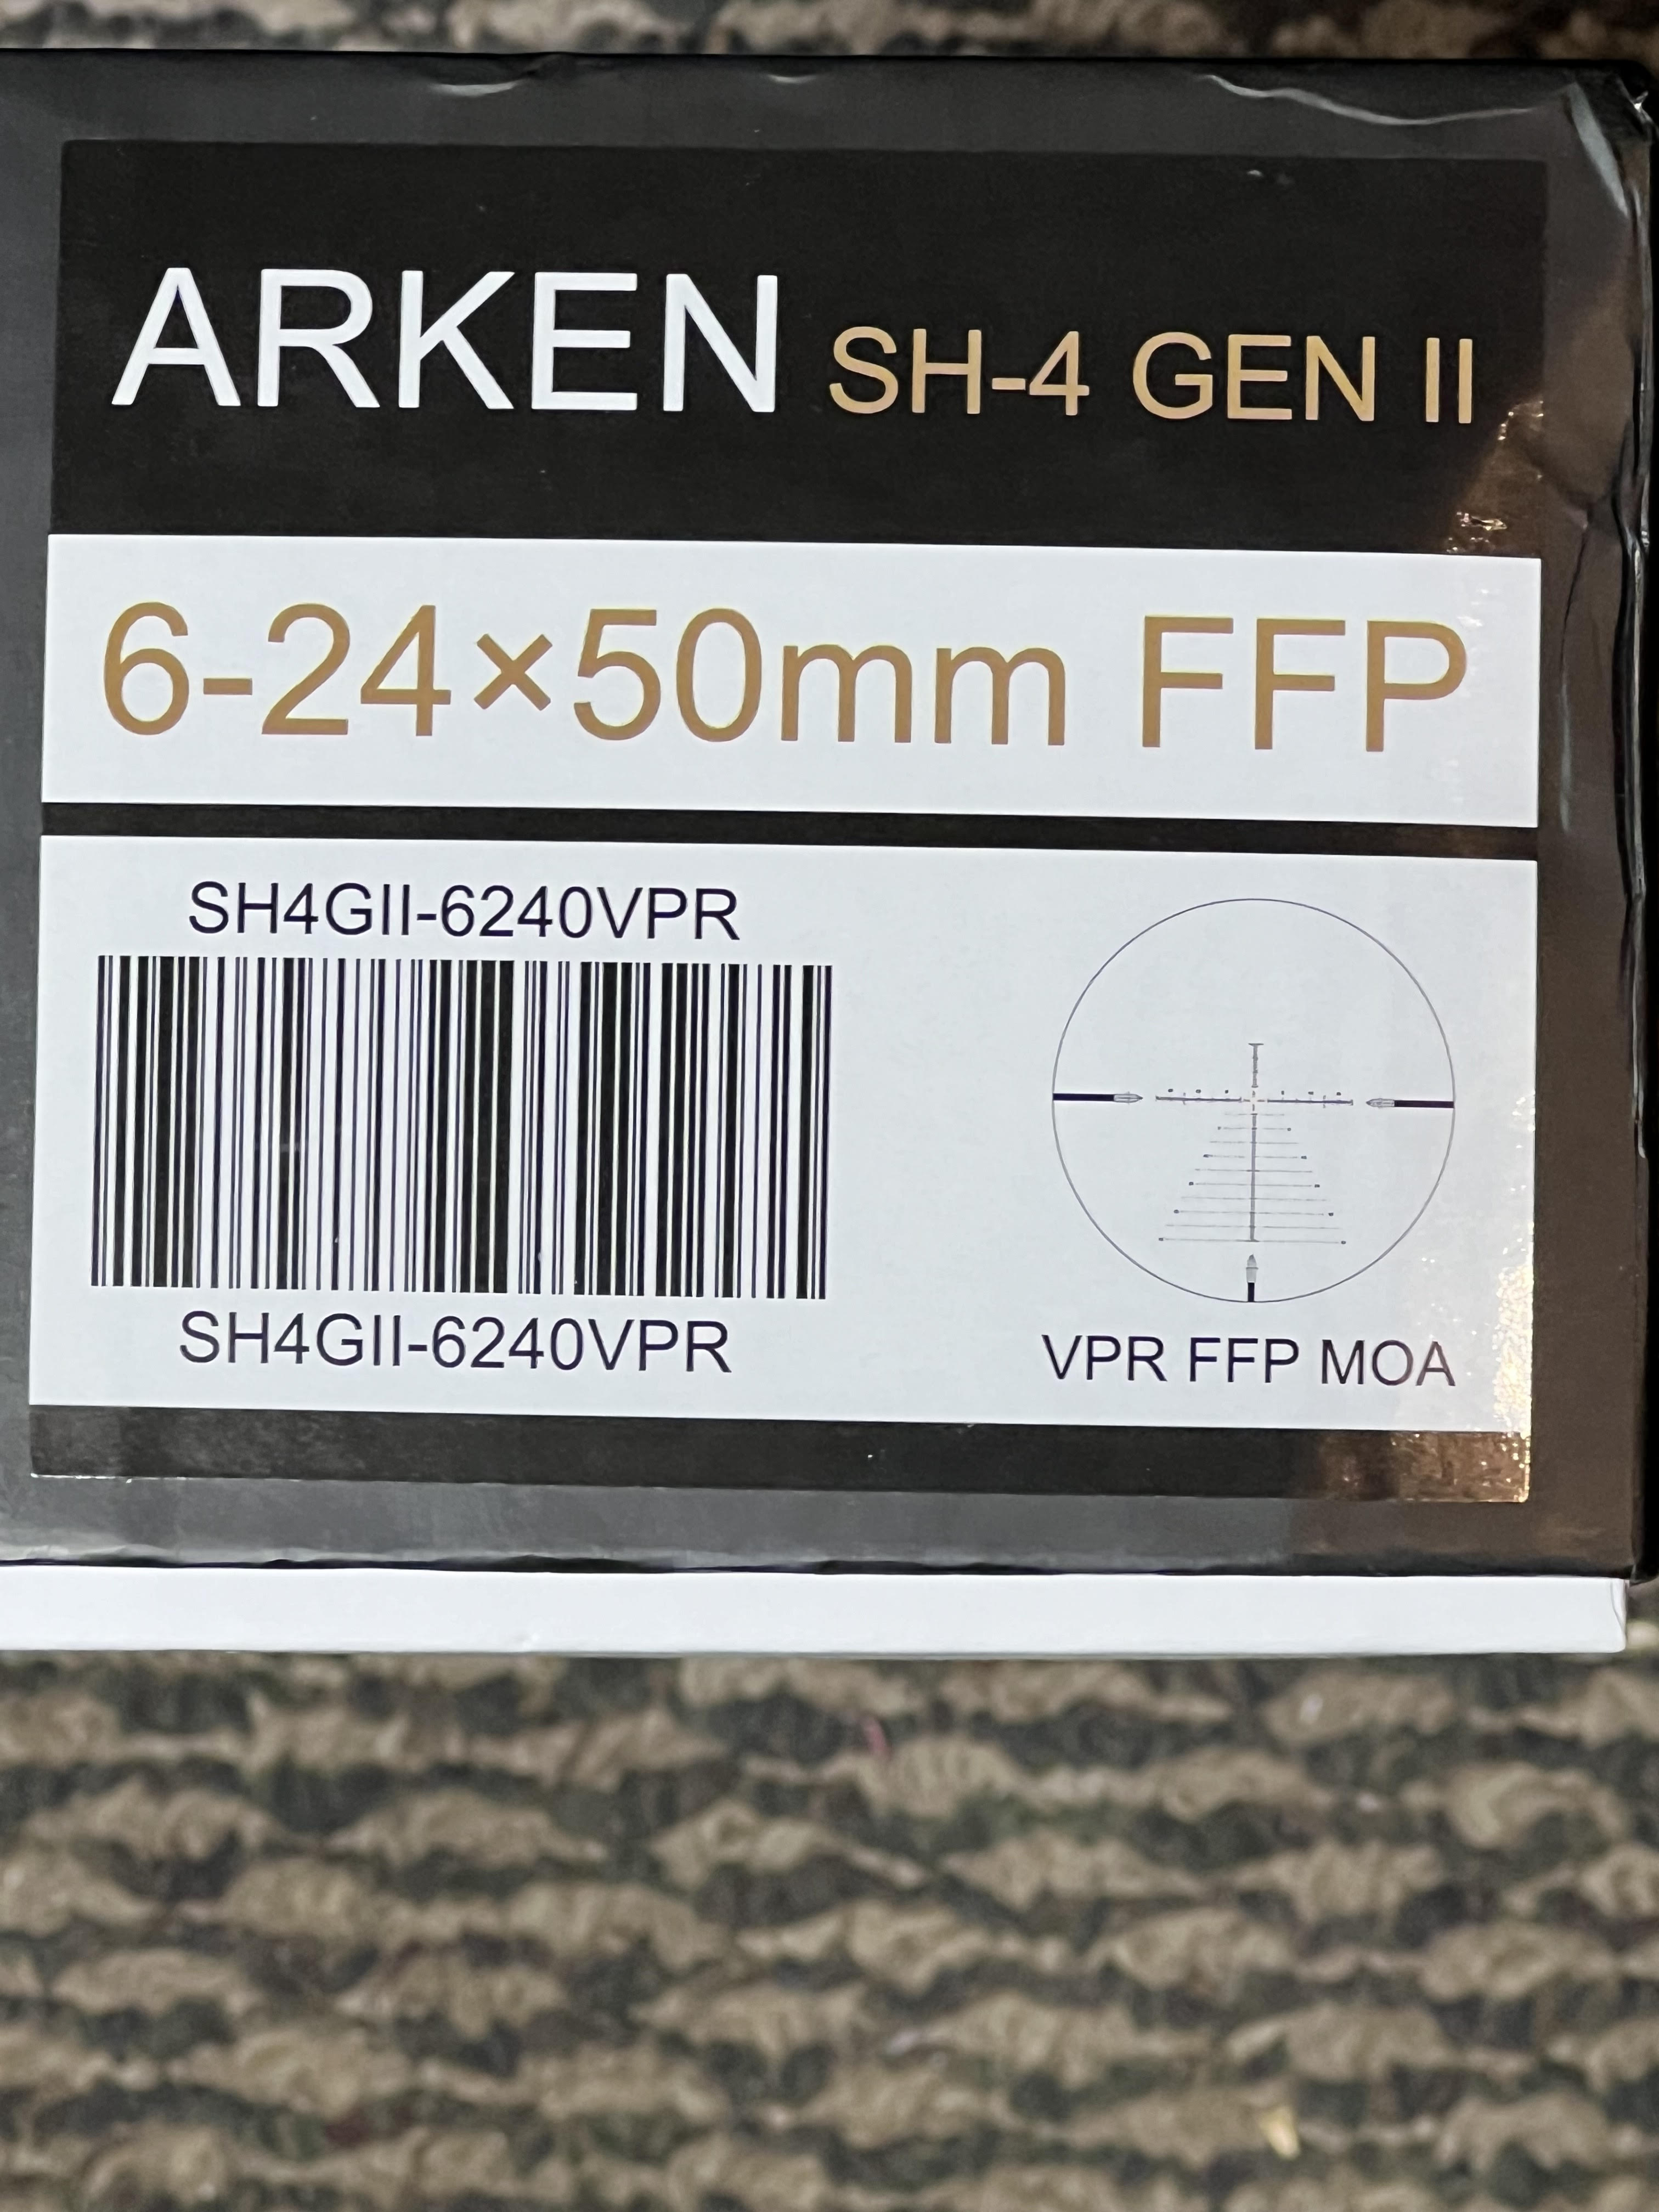 ARKEN SH-4 GEN II
6-24×50mm FFP
SH4GII-6240VPR
SH4GII-6240VPR
VPR FFP MOA